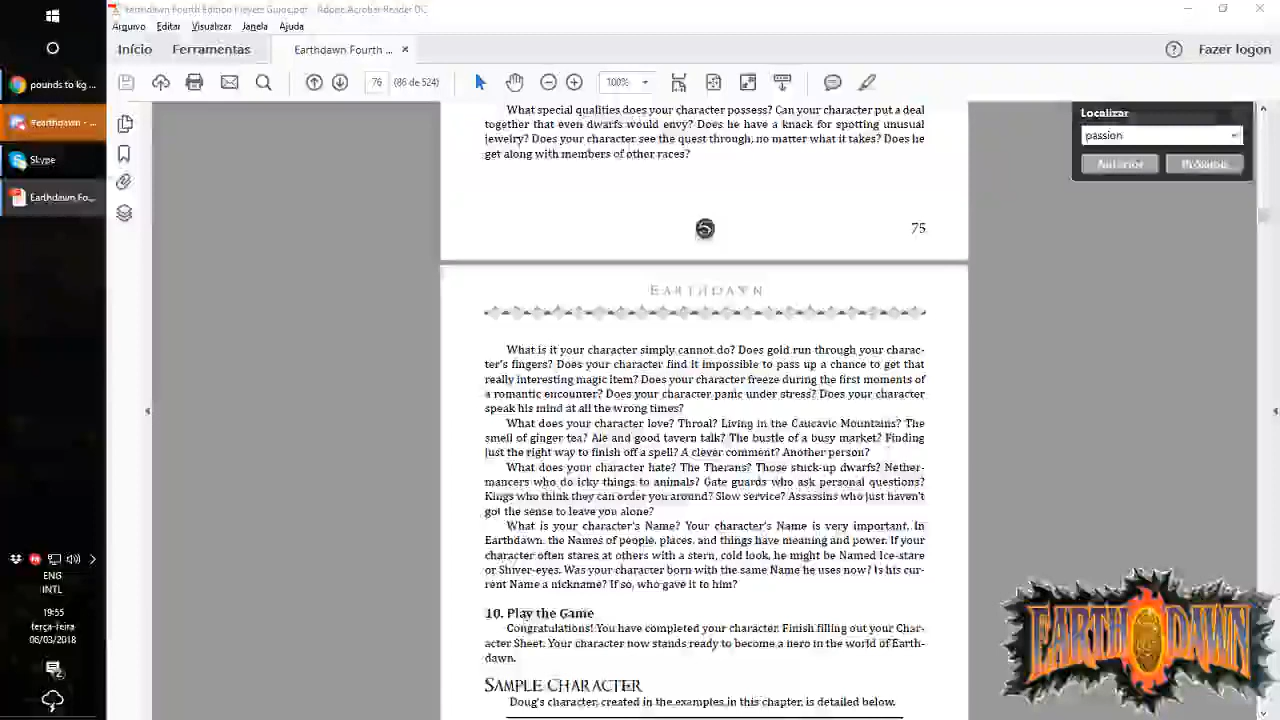 Earthdawn Fourth Edition Players Guide.pdf - Adobe Acrobat Reader DC
Arquivo Editar Visualizar Janela Ajuda
Início Ferramentas Earthdawn Fourth ... × Fazer logon
76 (86 de 524) 100%
pounds to kg ...
#earthdawn - ...
Skype
Earthdawn Fo...
Localizar
passion
Anterior Próximo
What special qualities does your character possess? Can your character put a deal
together that even dwarfs would envy? Does he have a knack for spotting unusual
jewelry? Does your character see the quest through, no matter what it takes? Does he
get along with members of other races?
5 75
EARTHDAWN
What is it your character simply cannot do? Does gold run through your charac-
ter's fingers? Does your character find it impossible to pass up a chance to get that
really interesting magic item? Does your character freeze during the first moments of
a romantic encounter? Does your character panic under stress? Does your character
speak his mind at all the wrong times?
What does your character love? Throal? Living in the Caucavic Mountains? The
smell of ginger tea? Ale and good tavern talk? The bustle of a busy market? Finding
just the right way to finish off a spell? A clever comment? Another person?
What does your character hate? The Therans? Those stuck-up dwarfs? Nether-
mancers who do icky things to animals? Gate guards who ask personal questions?
Kings who think they can order you around? Slow service? Assassins who just haven't
got the sense to leave you alone?
What is your character's Name? Your character's Name is very important. In
Earthdawn, the Names of people, places, and things have meaning and power. If your
character often stares at others with a stern, cold look, he might be Named Ice-stare
or Shiver-eyes. Was your character born with the same Name he uses now? Is his cur-
rent Name a nickname? If so, who gave it to him?
10. Play the Game
Congratulations! You have completed your character. Finish filling out your Char-
acter Sheet. Your character now stands ready to become a hero in the world of Earth-
dawn.
SAMPLE CHARACTER
Doug's character, created in the examples in this chapter, is detailed below.
ENG
INTL
19:55
terça-feira
06/03/2018
2
EARTHDAWN